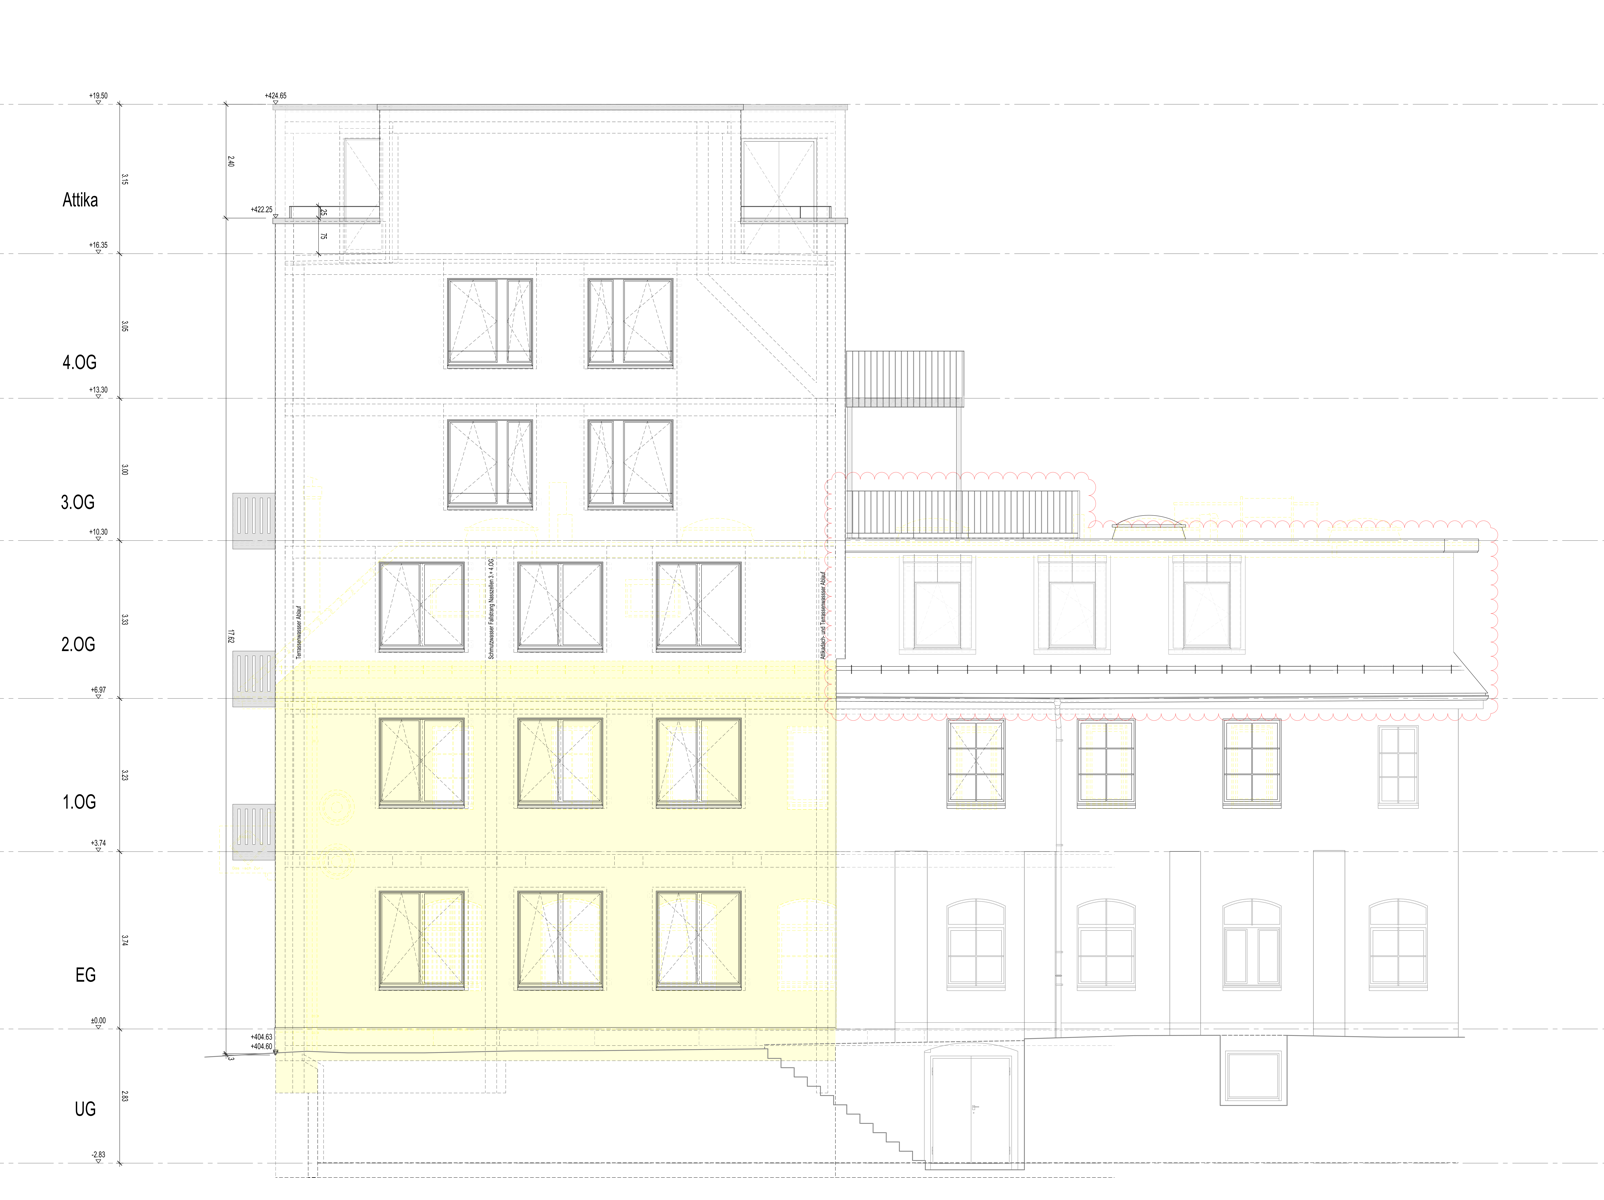 +19.50
+424.65
2.40
3.15
Attika
+422.25
25
75
+16.35
3.05
4.OG
+13.30
3.00
3.OG
+10.30
Terrassenwasser Ablauf
Schmutzwasser Fallstrang Nasszellen 3.+ 4.OG
Attikadach- und Terrassenwasser Ablauf
3.33
17.62
2.OG
+6.97
3.23
1.OG
+3.74
3.74
EG
±0.00
+404.63
+404.60
3
2.83
UG
-2.83